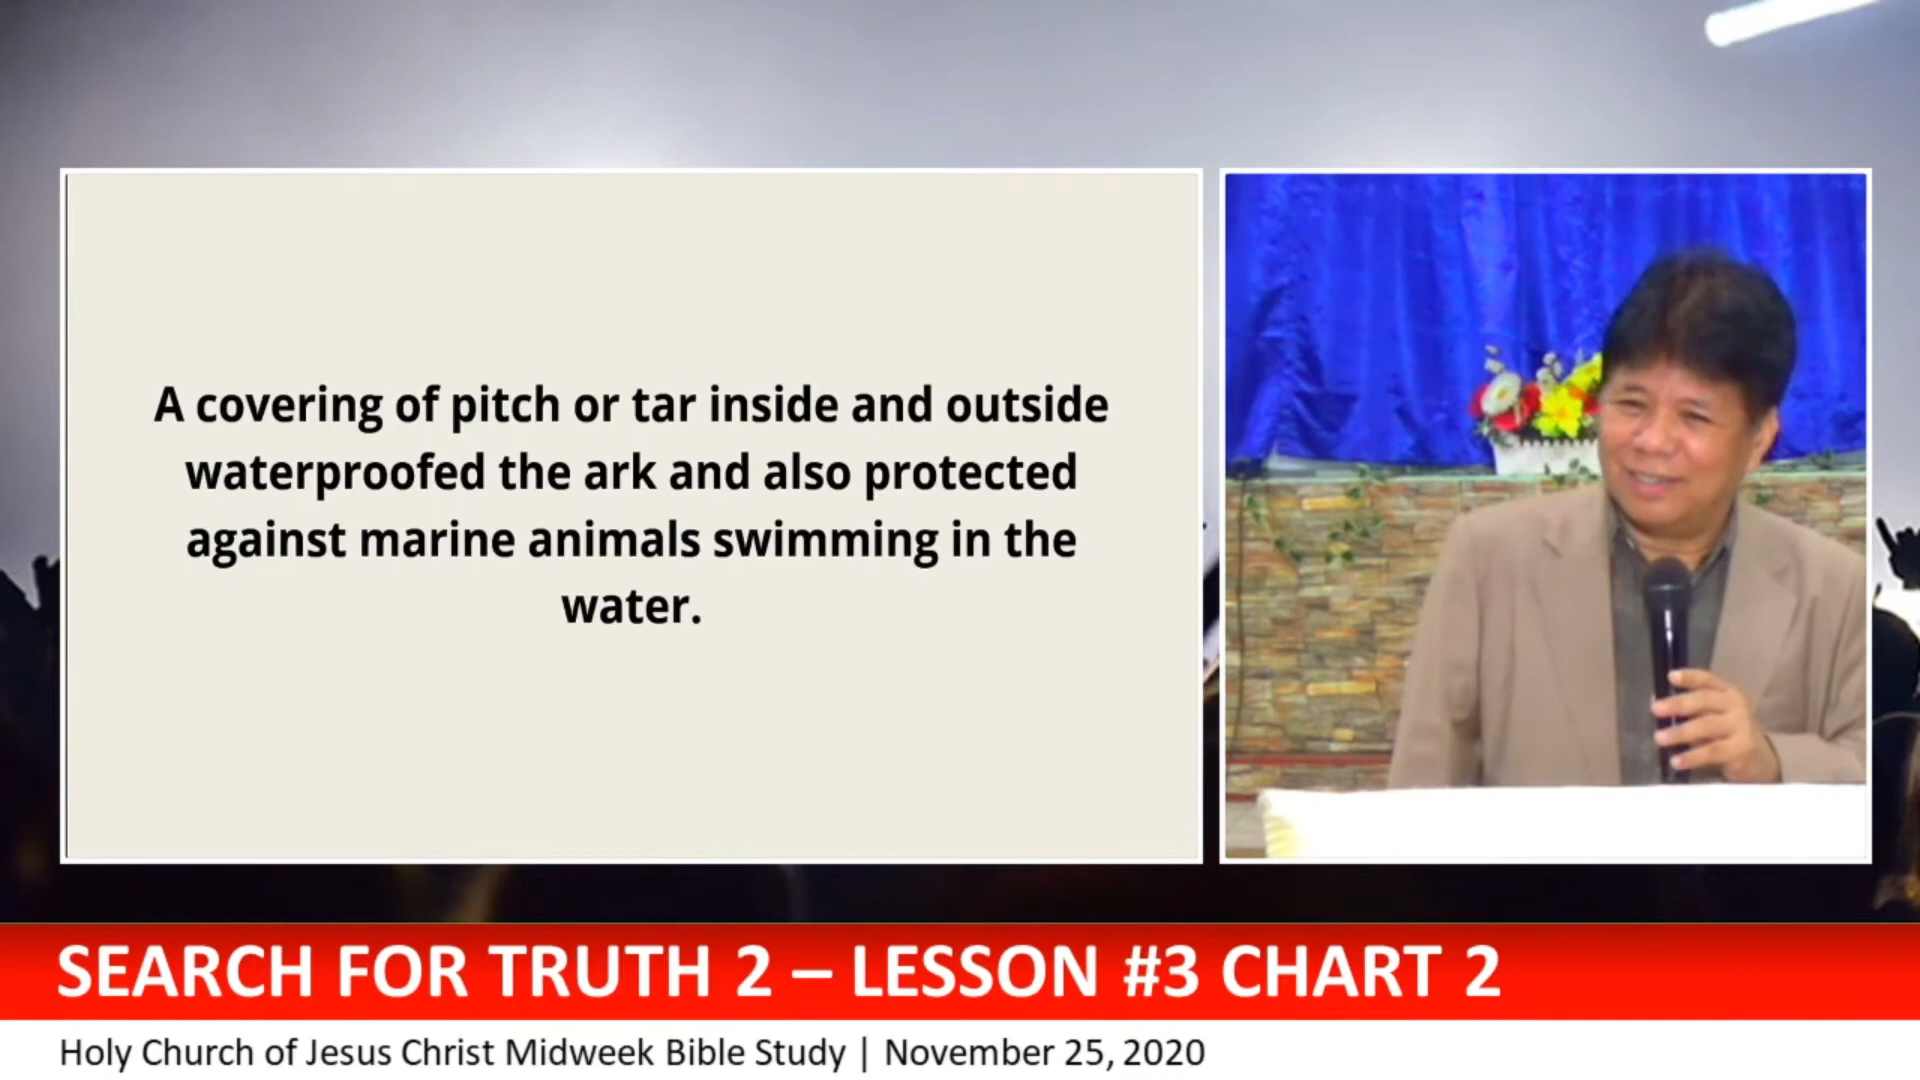 A covering of pitch or tar inside and outside
waterproofed the ark and also protected
against marine animals swimming in the
water.
SEARCH FOR TRUTH 2 – LESSON #3 CHART 2
Holy Church of Jesus Christ Midweek Bible Study | November 25, 2020